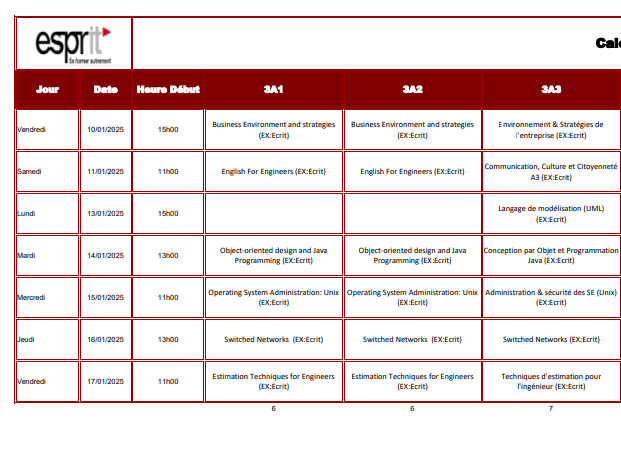 esprit
Se former autrement
Jour Date Heure Début 3A1 3A2 3A3
Vendredi 10/01/2025 15h00 Business Environment and strategies (EX:Ecrit) Business Environment and strategies (EX:Ecrit) Environnement & Stratégies de l'entreprise (EX:Ecrit)
Samedi 11/01/2025 11h00 English For Engineers (EX:Ecrit) English For Engineers (EX:Ecrit) Communication, Culture et Citoyenneté A3 (EX:Ecrit)
Lundi 13/01/2025 15h00 Langage de modélisation (UML) (EX:Ecrit)
Mardi 14/01/2025 13h00 Object-oriented design and Java Programming (EX:Ecrit) Object-oriented design and Java Programming (EX:Ecrit) Conception par Objet et Programmation Java (EX:Ecrit)
Mercredi 15/01/2025 11h00 Operating System Administration: Unix (EX:Ecrit) Operating System Administration: Unix (EX:Ecrit) Administration & sécurité des SE (Unix) (EX:Ecrit)
Jeudi 16/01/2025 13h00 Switched Networks (EX:Ecrit) Switched Networks (EX:Ecrit) Switched Networks (EX:Ecrit)
Vendredi 17/01/2025 11h00 Estimation Techniques for Engineers (EX:Ecrit) Estimation Techniques for Engineers (EX:Ecrit) Techniques d'estimation pour l'ingénieur (EX:Ecrit)
6 6 7